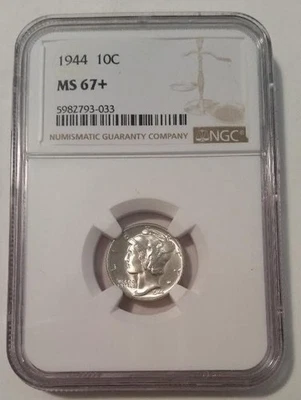 1944 10C
MS 67+
5982793-033
NUMISMATIC GUARANTY COMPANY
NGC